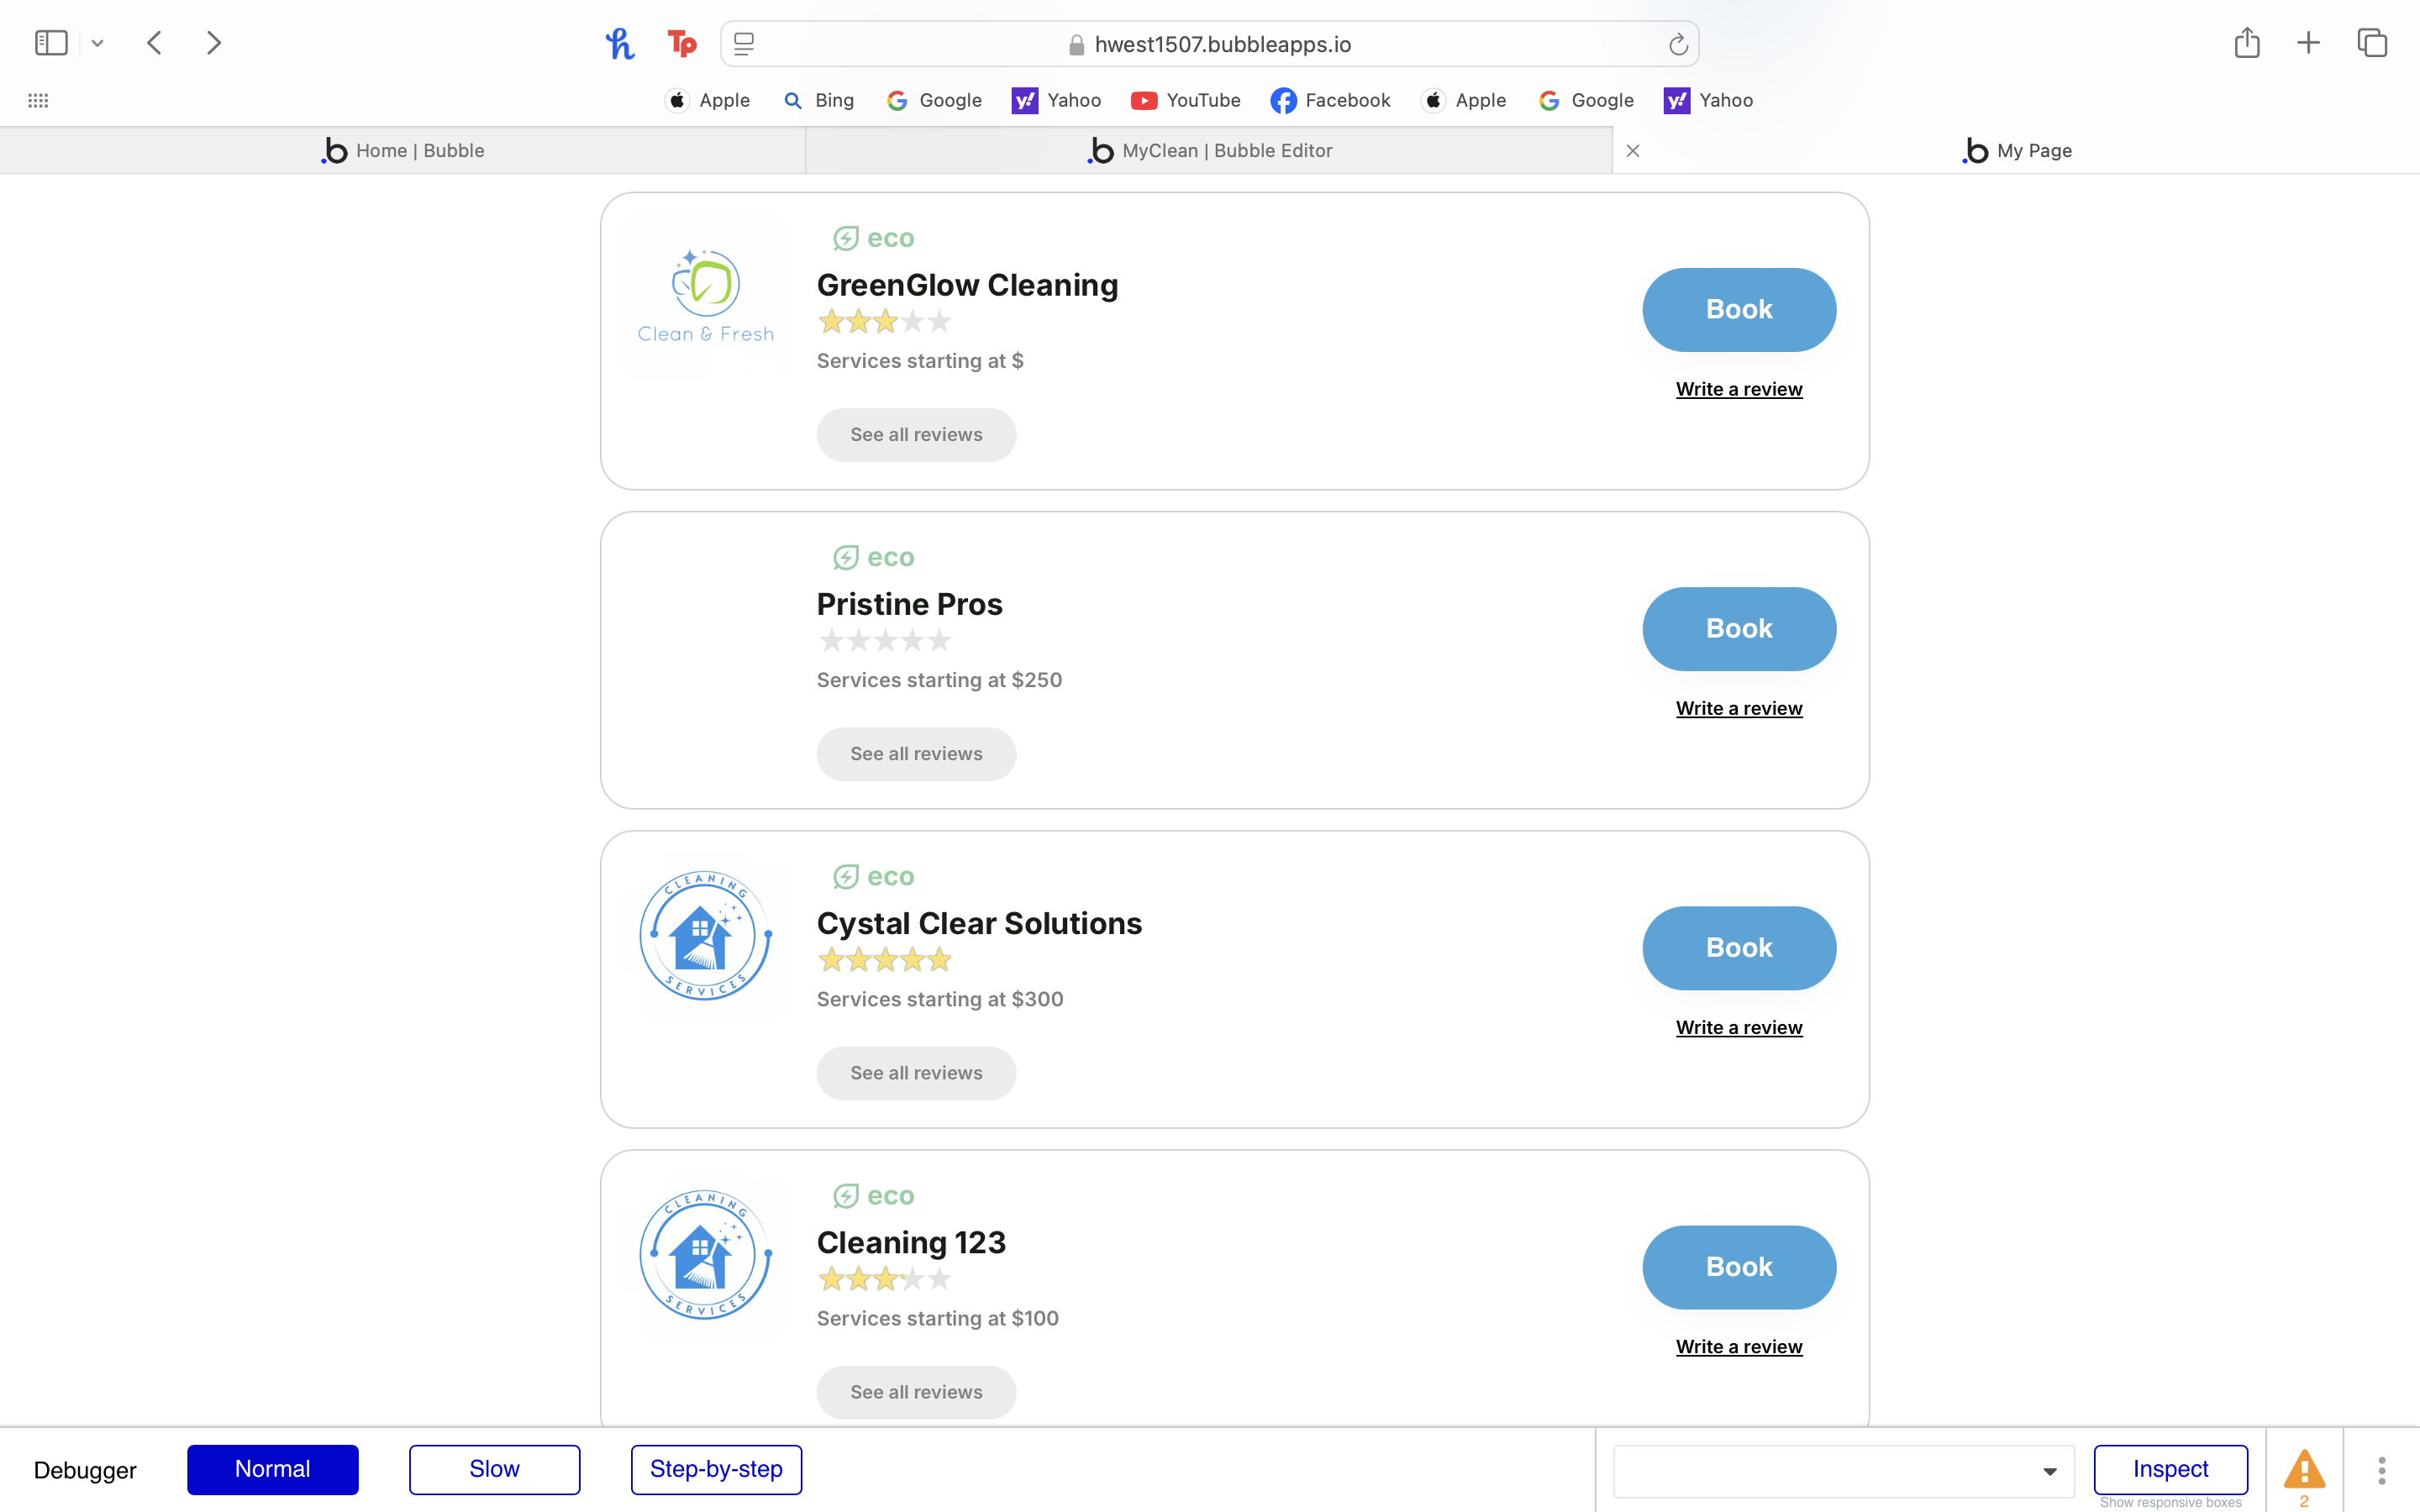 hwest1507.bubbleapps.io
Apple Bing Google Yahoo YouTube Facebook Apple Google Yahoo
Home | Bubble
MyClean | Bubble Editor
My Page
eco
GreenGlow Cleaning
Clean & Fresh
Services starting at $
See all reviews
Book
Write a review
eco
Pristine Pros
Services starting at $250
See all reviews
Book
Write a review
CLEANING
SERVICES
eco
Cystal Clear Solutions
Services starting at $300
See all reviews
Book
Write a review
CLEANING
SERVICES
eco
Cleaning 123
Services starting at $100
See all reviews
Book
Write a review
Debugger Normal Slow Step-by-step Inspect
Show responsive boxes
2